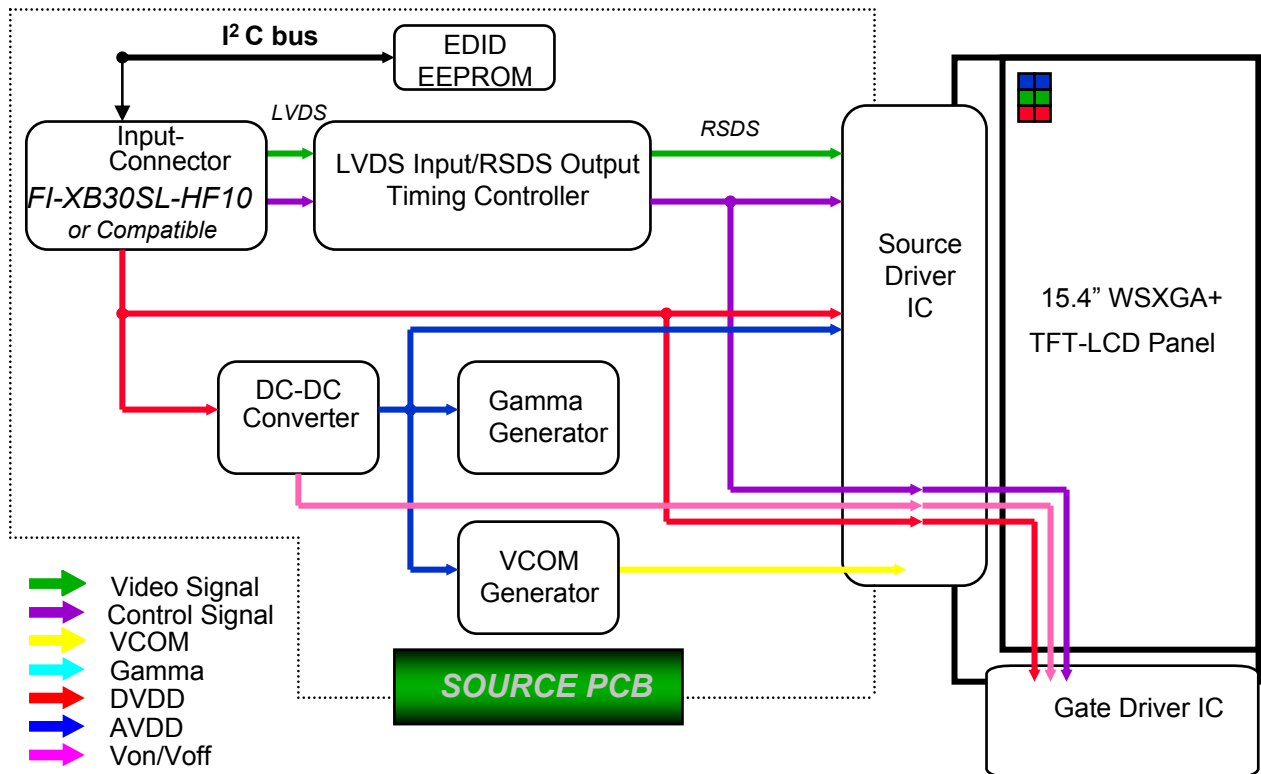 I² C bus
EDID
EEPROM
Input-
Connector
FI-XB30SL-HF10
or Compatible
LVDS
LVDS Input/RSDS Output
Timing Controller
RSDS
Source
Driver
IC
15.4” WSXGA+
TFT-LCD Panel
DC-DC
Converter
Gamma
Generator
VCOM
Generator
Video Signal
Control Signal
VCOM
Gamma
DVDD
AVDD
Von/Voff
SOURCE PCB
Gate Driver IC